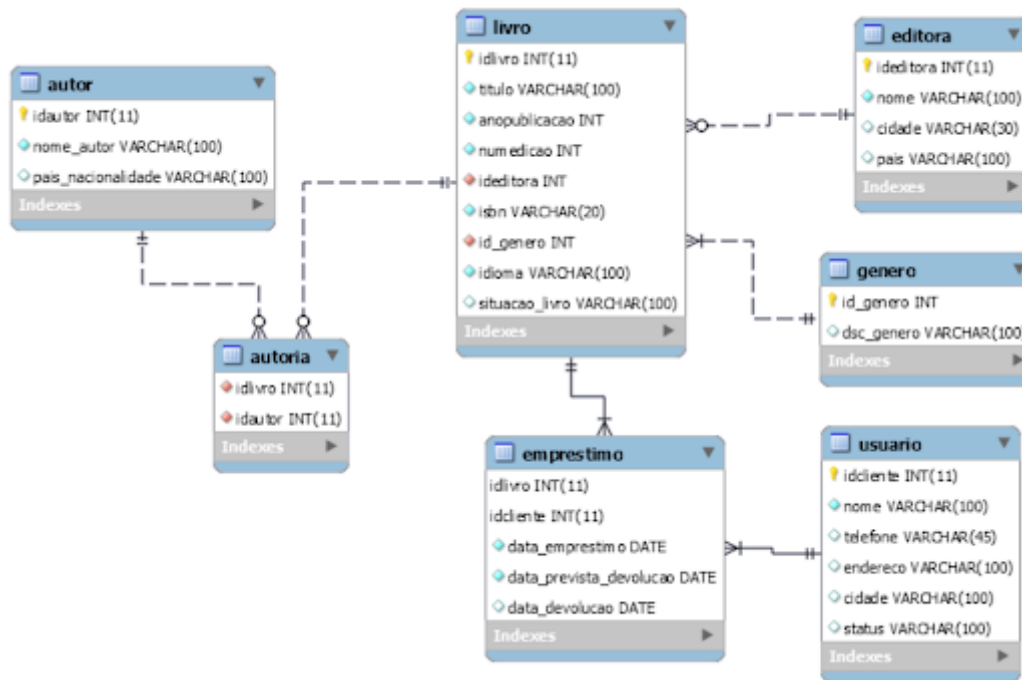 autor
idautor INT(11)
nome_autor VARCHAR(100)
pais_nacionalidade VARCHAR(100)
Indexes
livro
idlivro INT(11)
titulo VARCHAR(100)
anopublicacao INT
numedicao INT
ideditora INT
isbn VARCHAR(20)
id_genero INT
idioma VARCHAR(100)
situacao_livro VARCHAR(100)
Indexes
editora
ideditora INT(11)
nome VARCHAR(100)
cidade VARCHAR(30)
pais VARCHAR(100)
Indexes
genero
id_genero INT
dsc_genero VARCHAR(100)
Indexes
autoria
idlivro INT(11)
idautor INT(11)
Indexes
emprestimo
idlivro INT(11)
idcliente INT(11)
data_emprestimo DATE
data_prevista_devolucao DATE
data_devolucao DATE
Indexes
usuario
idcliente INT(11)
nome VARCHAR(100)
telefone VARCHAR(45)
endereco VARCHAR(100)
cidade VARCHAR(100)
status VARCHAR(100)
Indexes